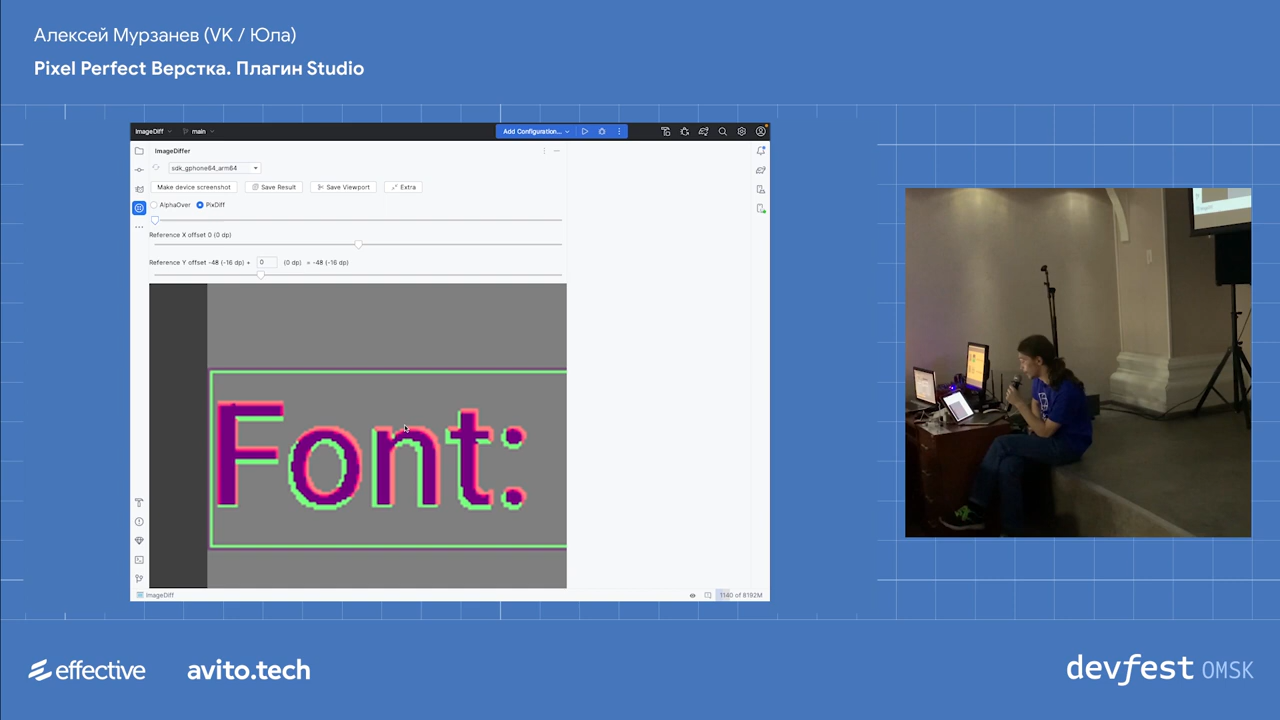 Алексей Мурзанев (VK / Юла)
Pixel Perfect Верстка. Плагин Studio
ImageDiff main Add Configuration...
ImageDiffer
sdk_gphone64_arm64
Make device screenshot Save Result Save Viewport Extra
AlphaOver PixDiff
Reference X offset 0 (0 dp)
Reference Y offset -48 (-16 dp) + 0 (0 dp) = -48 (-16 dp)
Font:
ImageDiff 1140 of 8192M
effective avito.tech devfest OMSK